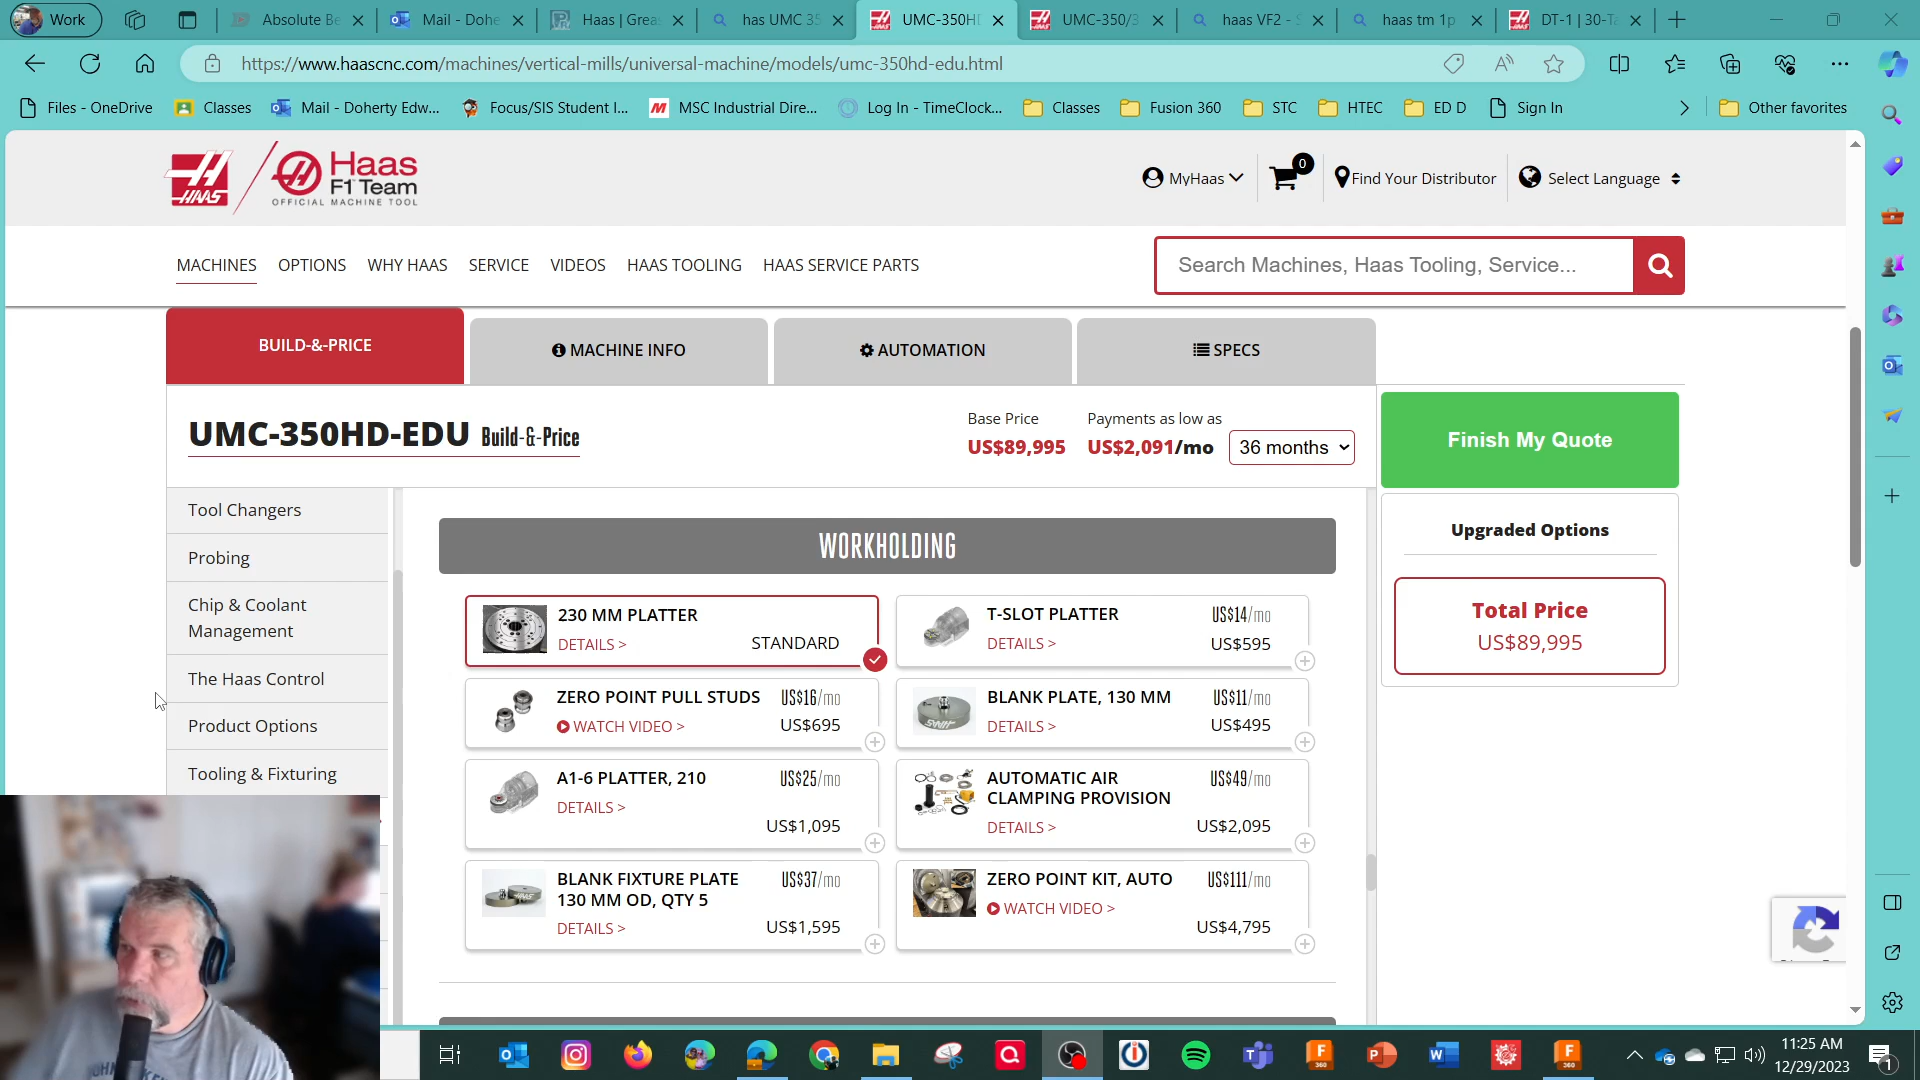 Work
Absolute Be
Mail - Dohe
Haas | Grea
has UMC 35
UMC-350HD
UMC-350/3
haas VF2 - S
haas tm 1p
DT-1 | 30-Ta
https://www.haascnc.com/machines/vertical-mills/universal-machine/models/umc-350hd-edu.html
Files - OneDrive
Classes
Mail - Doherty Edw...
Focus/SIS Student I...
MSC Industrial Dire...
Log In - TimeClock...
Classes
Fusion 360
STC
HTEC
ED D
Sign In
Other favorites
HAAS
Haas
F1 Team
OFFICIAL MACHINE TOOL
MyHaas
0
Find Your Distributor
Select Language
MACHINES
OPTIONS
WHY HAAS
SERVICE
VIDEOS
HAAS TOOLING
HAAS SERVICE PARTS
Search Machines, Haas Tooling, Service...
BUILD-&-PRICE
MACHINE INFO
AUTOMATION
SPECS
UMC-350HD-EDU Build-&-Price
Base Price
US$89,995
Payments as low as
US$2,091/mo
36 months
Finish My Quote
Tool Changers
Probing
Chip & Coolant
Management
The Haas Control
Product Options
Tooling & Fixturing
WORKHOLDING
230 MM PLATTER
DETAILS >
STANDARD
T-SLOT PLATTER
US$14/mo
DETAILS >
US$595
ZERO POINT PULL STUDS
US$16/mo
WATCH VIDEO >
US$695
BLANK PLATE, 130 MM
US$11/mo
DETAILS >
US$495
A1-6 PLATTER, 210
US$25/mo
DETAILS >
US$1,095
AUTOMATIC AIR
CLAMPING PROVISION
US$49/mo
DETAILS >
US$2,095
BLANK FIXTURE PLATE
130 MM OD, QTY 5
US$37/mo
DETAILS >
US$1,595
ZERO POINT KIT, AUTO
US$111/mo
WATCH VIDEO >
US$4,795
Upgraded Options
Total Price
US$89,995
11:25 AM
12/29/2023
1